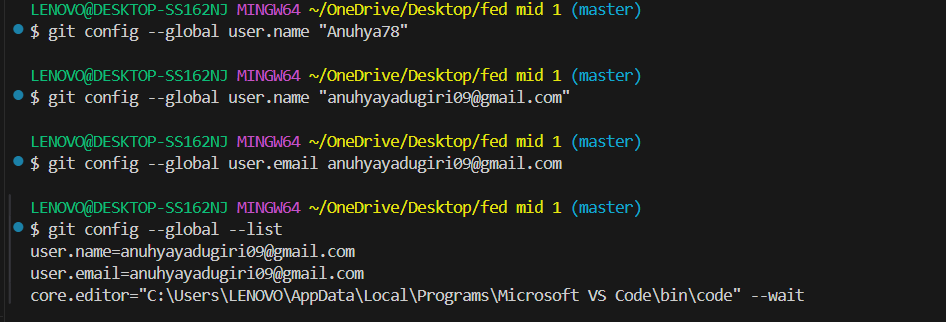 LENOVO@DESKTOP-SS162NJ MINGW64 ~/OneDrive/Desktop/fed mid 1 (master)
$ git config --global user.name "Anuhya78"
LENOVO@DESKTOP-SS162NJ MINGW64 ~/OneDrive/Desktop/fed mid 1 (master)
$ git config --global user.name "anuhyayadugiri09@gmail.com"
LENOVO@DESKTOP-SS162NJ MINGW64 ~/OneDrive/Desktop/fed mid 1 (master)
$ git config --global user.email anuhyayadugiri09@gmail.com
LENOVO@DESKTOP-SS162NJ MINGW64 ~/OneDrive/Desktop/fed mid 1 (master)
$ git config --global --list
user.name=anuhyayadugiri09@gmail.com
user.email=anuhyayadugiri09@gmail.com
core.editor="C:\Users\LENOVO\AppData\Local\Programs\Microsoft VS Code\bin\code" --wait